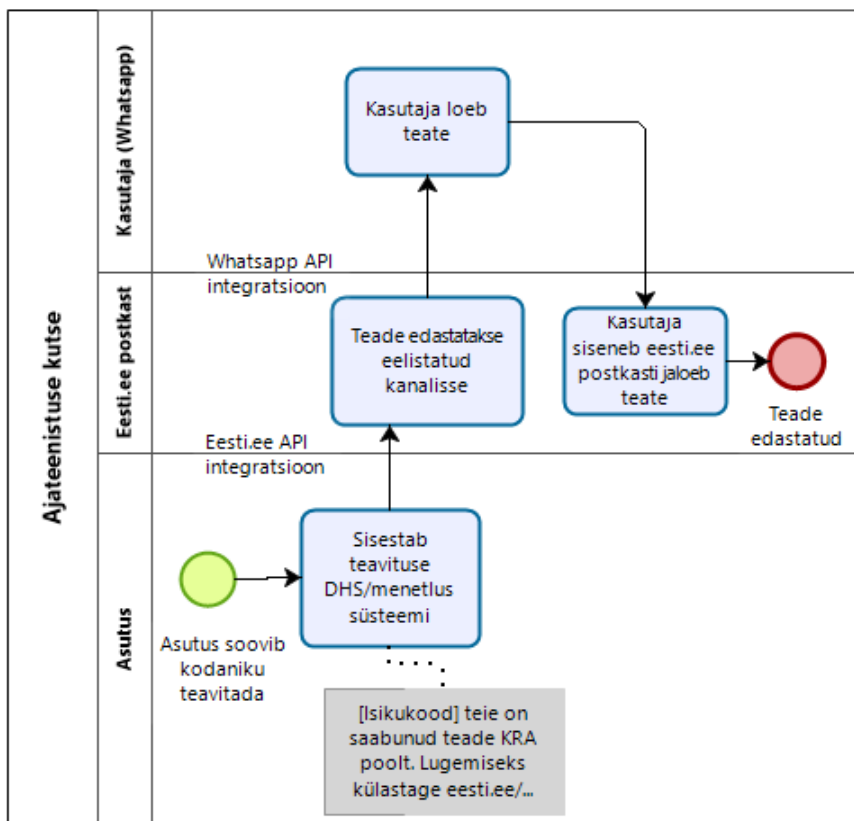 Ajateenistuse kutse
Kasutaja (Whatsapp)
Kasutaja loeb
teate
Whatsapp API
integratsioon
Eesti.ee postkast
Teade edastatakse
eelistatud
kanalisse
Kasutaja
siseneb eesti.ee
postkasti jaloeb
teate
Teade
edastatud
Eesti.ee API
integratsioon
Asutus
Asutus soovib
kodaniku
teavitada
Sisestab
teavituse
DHS/menetlus
süsteemi
[Isikukood] teie on
saabunud teade KRA
poolt. Lugemiseks
külastage eesti.ee/...